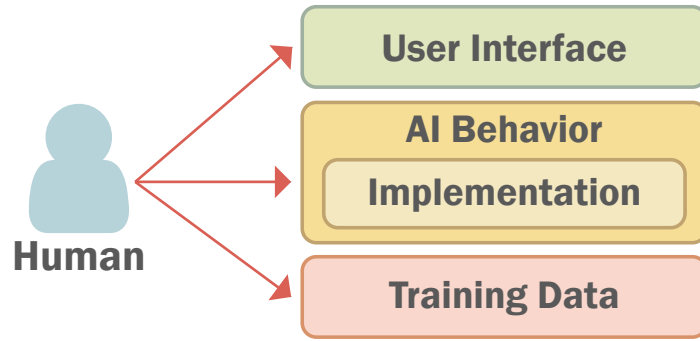 User Interface
AI Behavior
Implementation
Human
Training Data